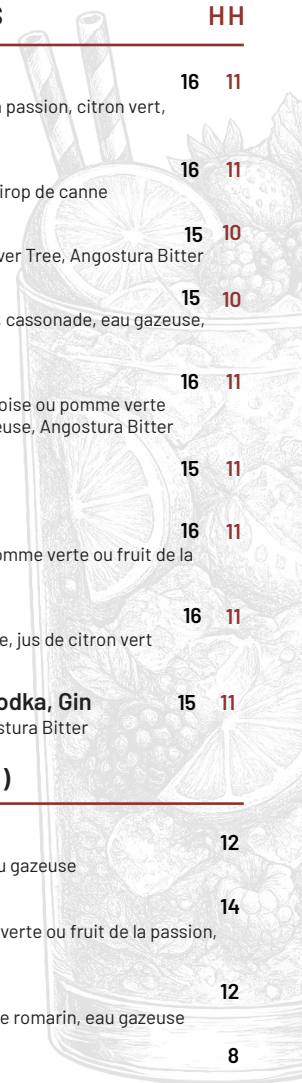 S HH
16 11
passion, citron vert,
16 11
sirop de canne
15 10
ver Tree, Angostura Bitter
15 10
, cassonade, eau gazeuse,
16 11
oise ou pomme verte
euse, Angostura Bitter
15 11
16 11
omme verte ou fruit de la
16 11
e, jus de citron vert
odka, Gin 15 11
stura Bitter
)
12
u gazeuse
14
verte ou fruit de la passion,
12
e romarin, eau gazeuse
8